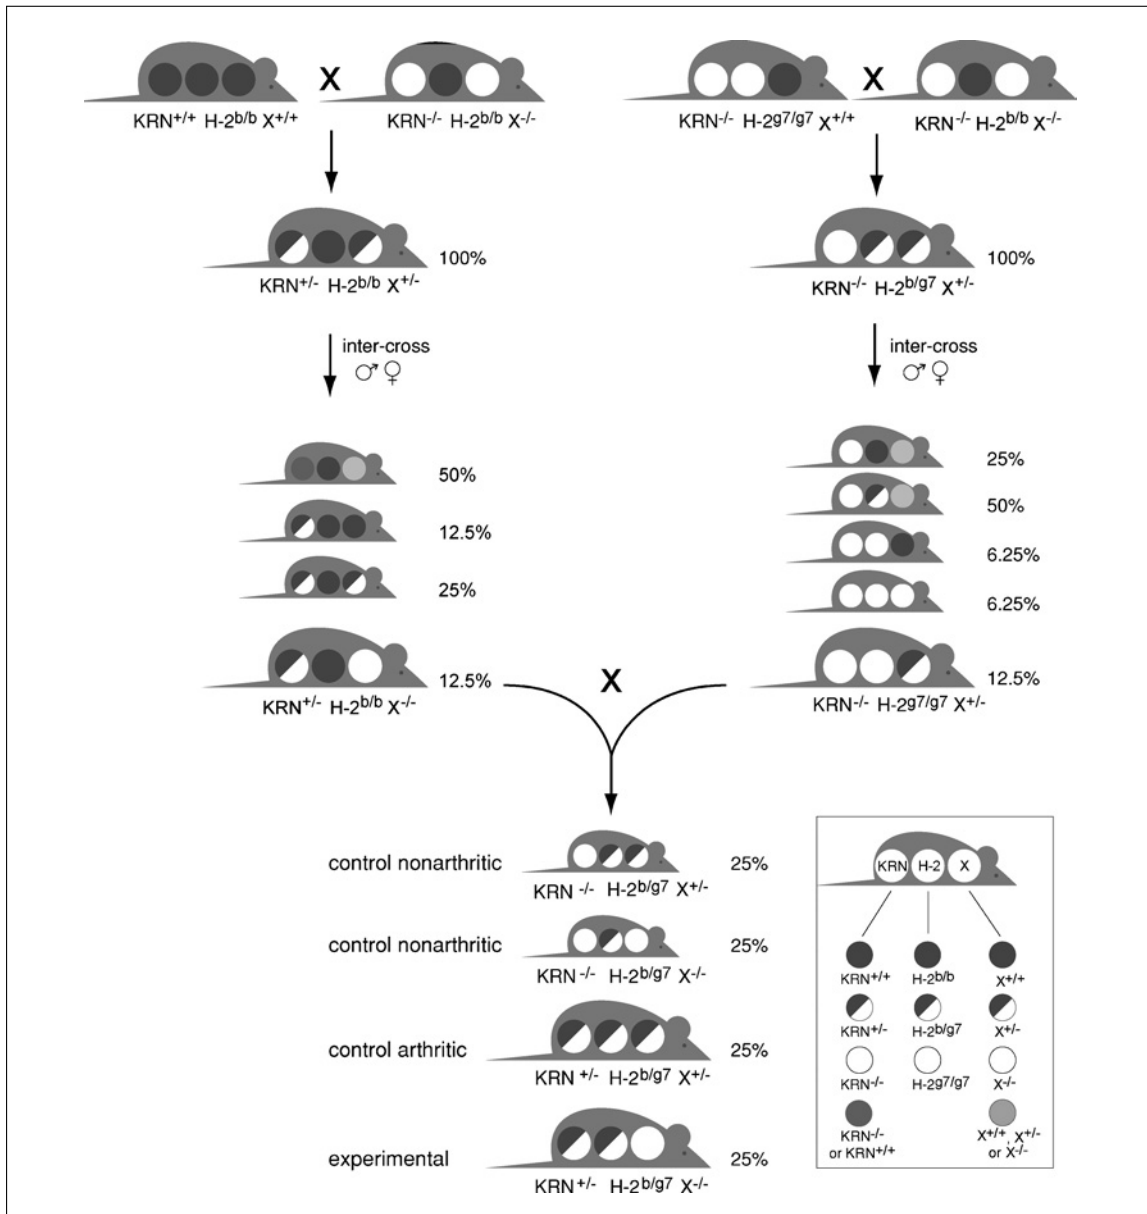 X X
KRN+/+ H-2b/b X+/+ KRN-/- H-2b/b X-/- KRN-/- H-2g7/g7 X+/+ KRN-/- H-2b/b X-/-
100% 100%
KRN+/- H-2b/b X+/- KRN-/- H-2b/g7 X+/-
inter-cross inter-cross
♂ ♀ ♂ ♀
50% 25%
12.5% 50%
25% 6.25%
6.25%
12.5% X 12.5%
KRN+/- H-2b/b X-/- KRN-/- H-2g7/g7 X+/-
control nonarthritic 25%
KRN -/- H-2b/g7 X+/-
control nonarthritic 25%
KRN -/- H-2b/g7 X-/-
control arthritic 25%
KRN +/- H-2b/g7 X+/-
experimental 25%
KRN+/- H-2b/g7 X-/-
KRN H-2 X
KRN+/+ H-2b/b X+/+
KRN+/- H-2b/g7 X+/-
KRN-/- H-2g7/g7 X-/-
KRN-/- X+/+, X+/-
or KRN+/+ or X-/-